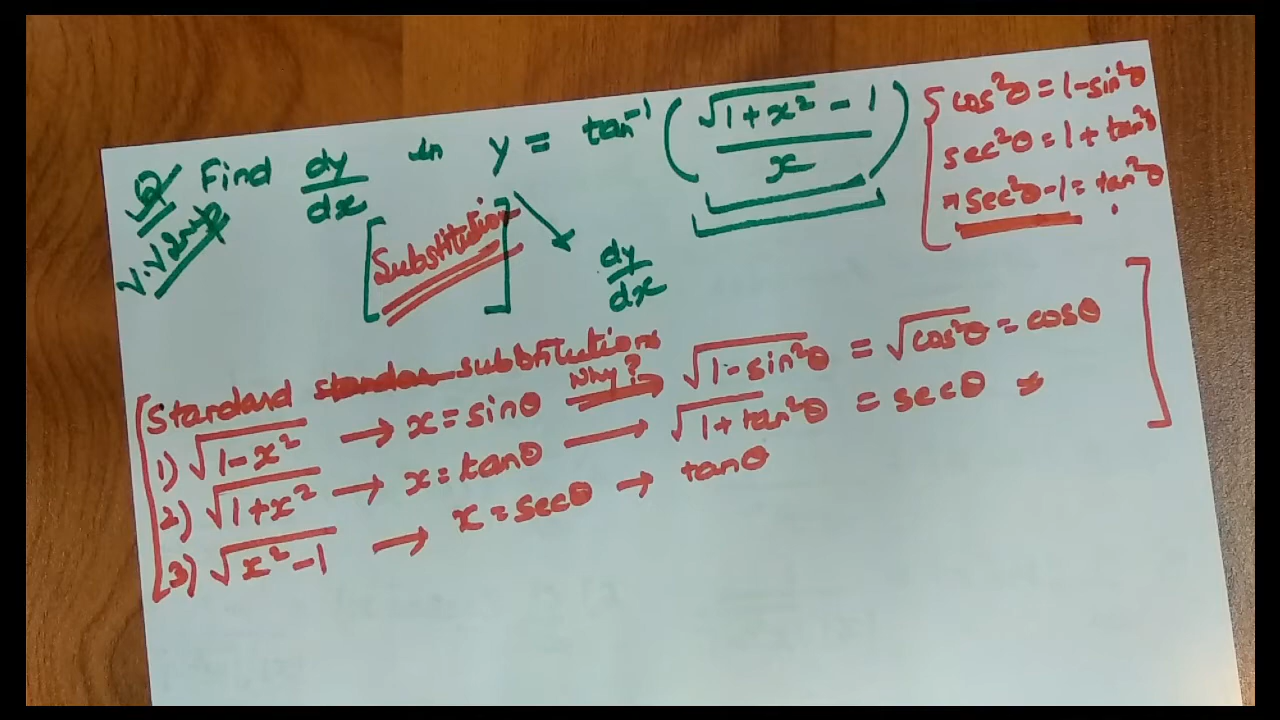 Q Find dy/dx in y = tan⁻¹ ( (√1+x² - 1) / x )
V.V Imp
[Substitution]
dy/dx
cos²θ = 1-sin²θ
sec²θ = 1 + tan²θ
sec²θ-1 = tan²θ
Standard substitutions
1) √1-x² → x = sinθ Why? → √1-sin²θ = √cos²θ = cosθ
2) √1+x² → x = tanθ → √1+tan²θ = secθ
3) √x²-1 → x = secθ → tanθ